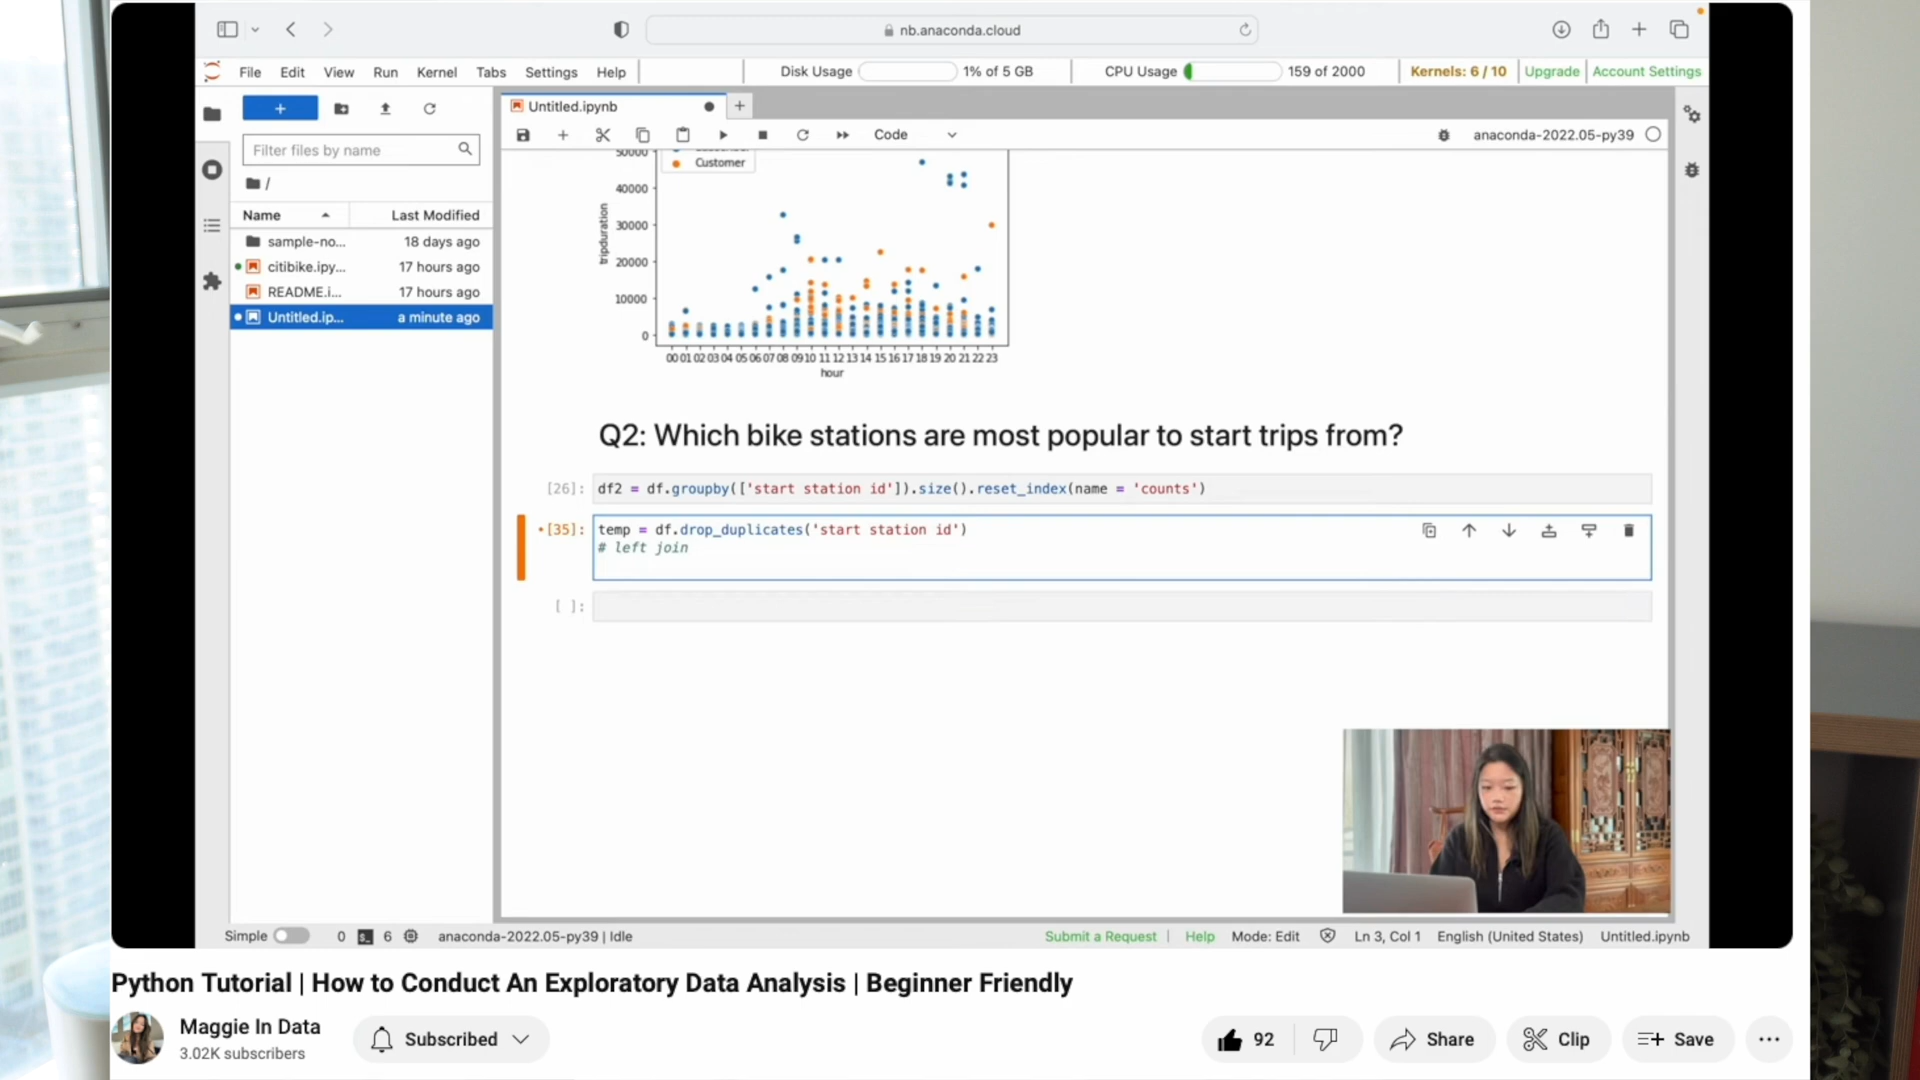 nb.anaconda.cloud
File Edit View Run Kernel Tabs Settings Help
Disk Usage 1% of 5 GB CPU Usage 159 of 2000 Kernels: 6 / 10 Upgrade Account Settings
Untitled.ipynb
Code
anaconda-2022.05-py39
Filter files by name
/
Name Last Modified
sample-no... 18 days ago
citibike.ipy... 17 hours ago
README.i... 17 hours ago
Untitled.ip... a minute ago
50000
Customer
40000
30000
20000
10000
0
tripduration
00 01 02 03 04 05 06 07 08 09 10 11 12 13 14 15 16 17 18 19 20 21 22 23
hour
Q2: Which bike stations are most popular to start trips from?
[26]: df2 = df.groupby(['start station id']).size().reset_index(name = 'counts')
[35]: temp = df.drop_duplicates('start station id')
# left join
[ ]:
Simple 0 6 anaconda-2022.05-py39 | Idle
Submit a Request | Help Mode: Edit Ln 3, Col 1 English (United States) Untitled.ipynb
Python Tutorial | How to Conduct An Exploratory Data Analysis | Beginner Friendly
Maggie In Data
3.02K subscribers
Subscribed
92 Share Clip Save